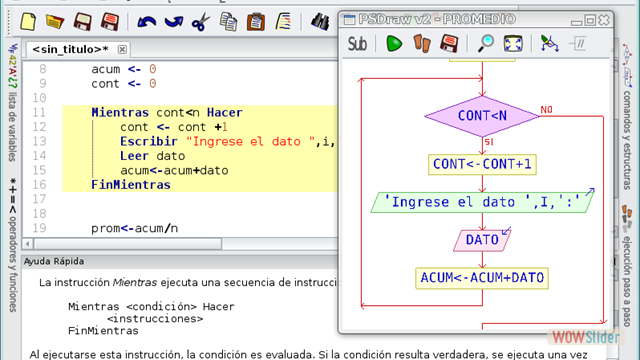 PSDraw v2 - PROMEDIO
Sub
<sin_titulo>*
8 acum <- 0
9 cont <- 0
10
11 Mientras cont<n Hacer
12 cont <- cont +1
13 Escribir "Ingrese el dato ",i,
14 Leer dato
15 acum<-acum+dato
16 FinMientras
17
18
19 prom<-acum/n
CONT<N
NO
SI
CONT<-CONT+1
'Ingrese el dato ',I,':'
DATO
ACUM<-ACUM+DATO
42'A'¿? lista de variables
*+=< operadores y funciones
comandos y estructuras
ejecución paso a paso
Ayuda Rápida
La instrucción Mientras ejecuta una secuencia de instrucci
Mientras <condición> Hacer
<instrucciones>
FinMientras
Al ejecutarse esta instrucción, la condición es evaluada. Si la condición resulta verdadera, se ejecuta una vez
WOWSlider